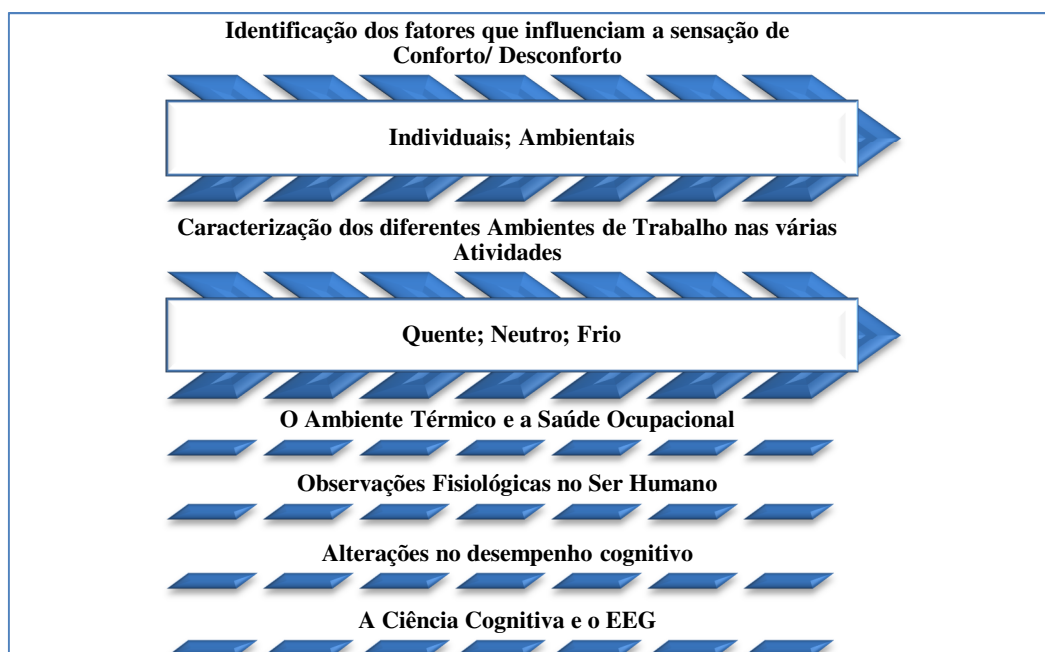 Identificação dos fatores que influenciam a sensação de
Conforto/ Desconforto
Individuais; Ambientais
Caracterização dos diferentes Ambientes de Trabalho nas várias
Atividades
Quente; Neutro; Frio
O Ambiente Térmico e a Saúde Ocupacional
Observações Fisiológicas no Ser Humano
Alterações no desempenho cognitivo
A Ciência Cognitiva e o EEG